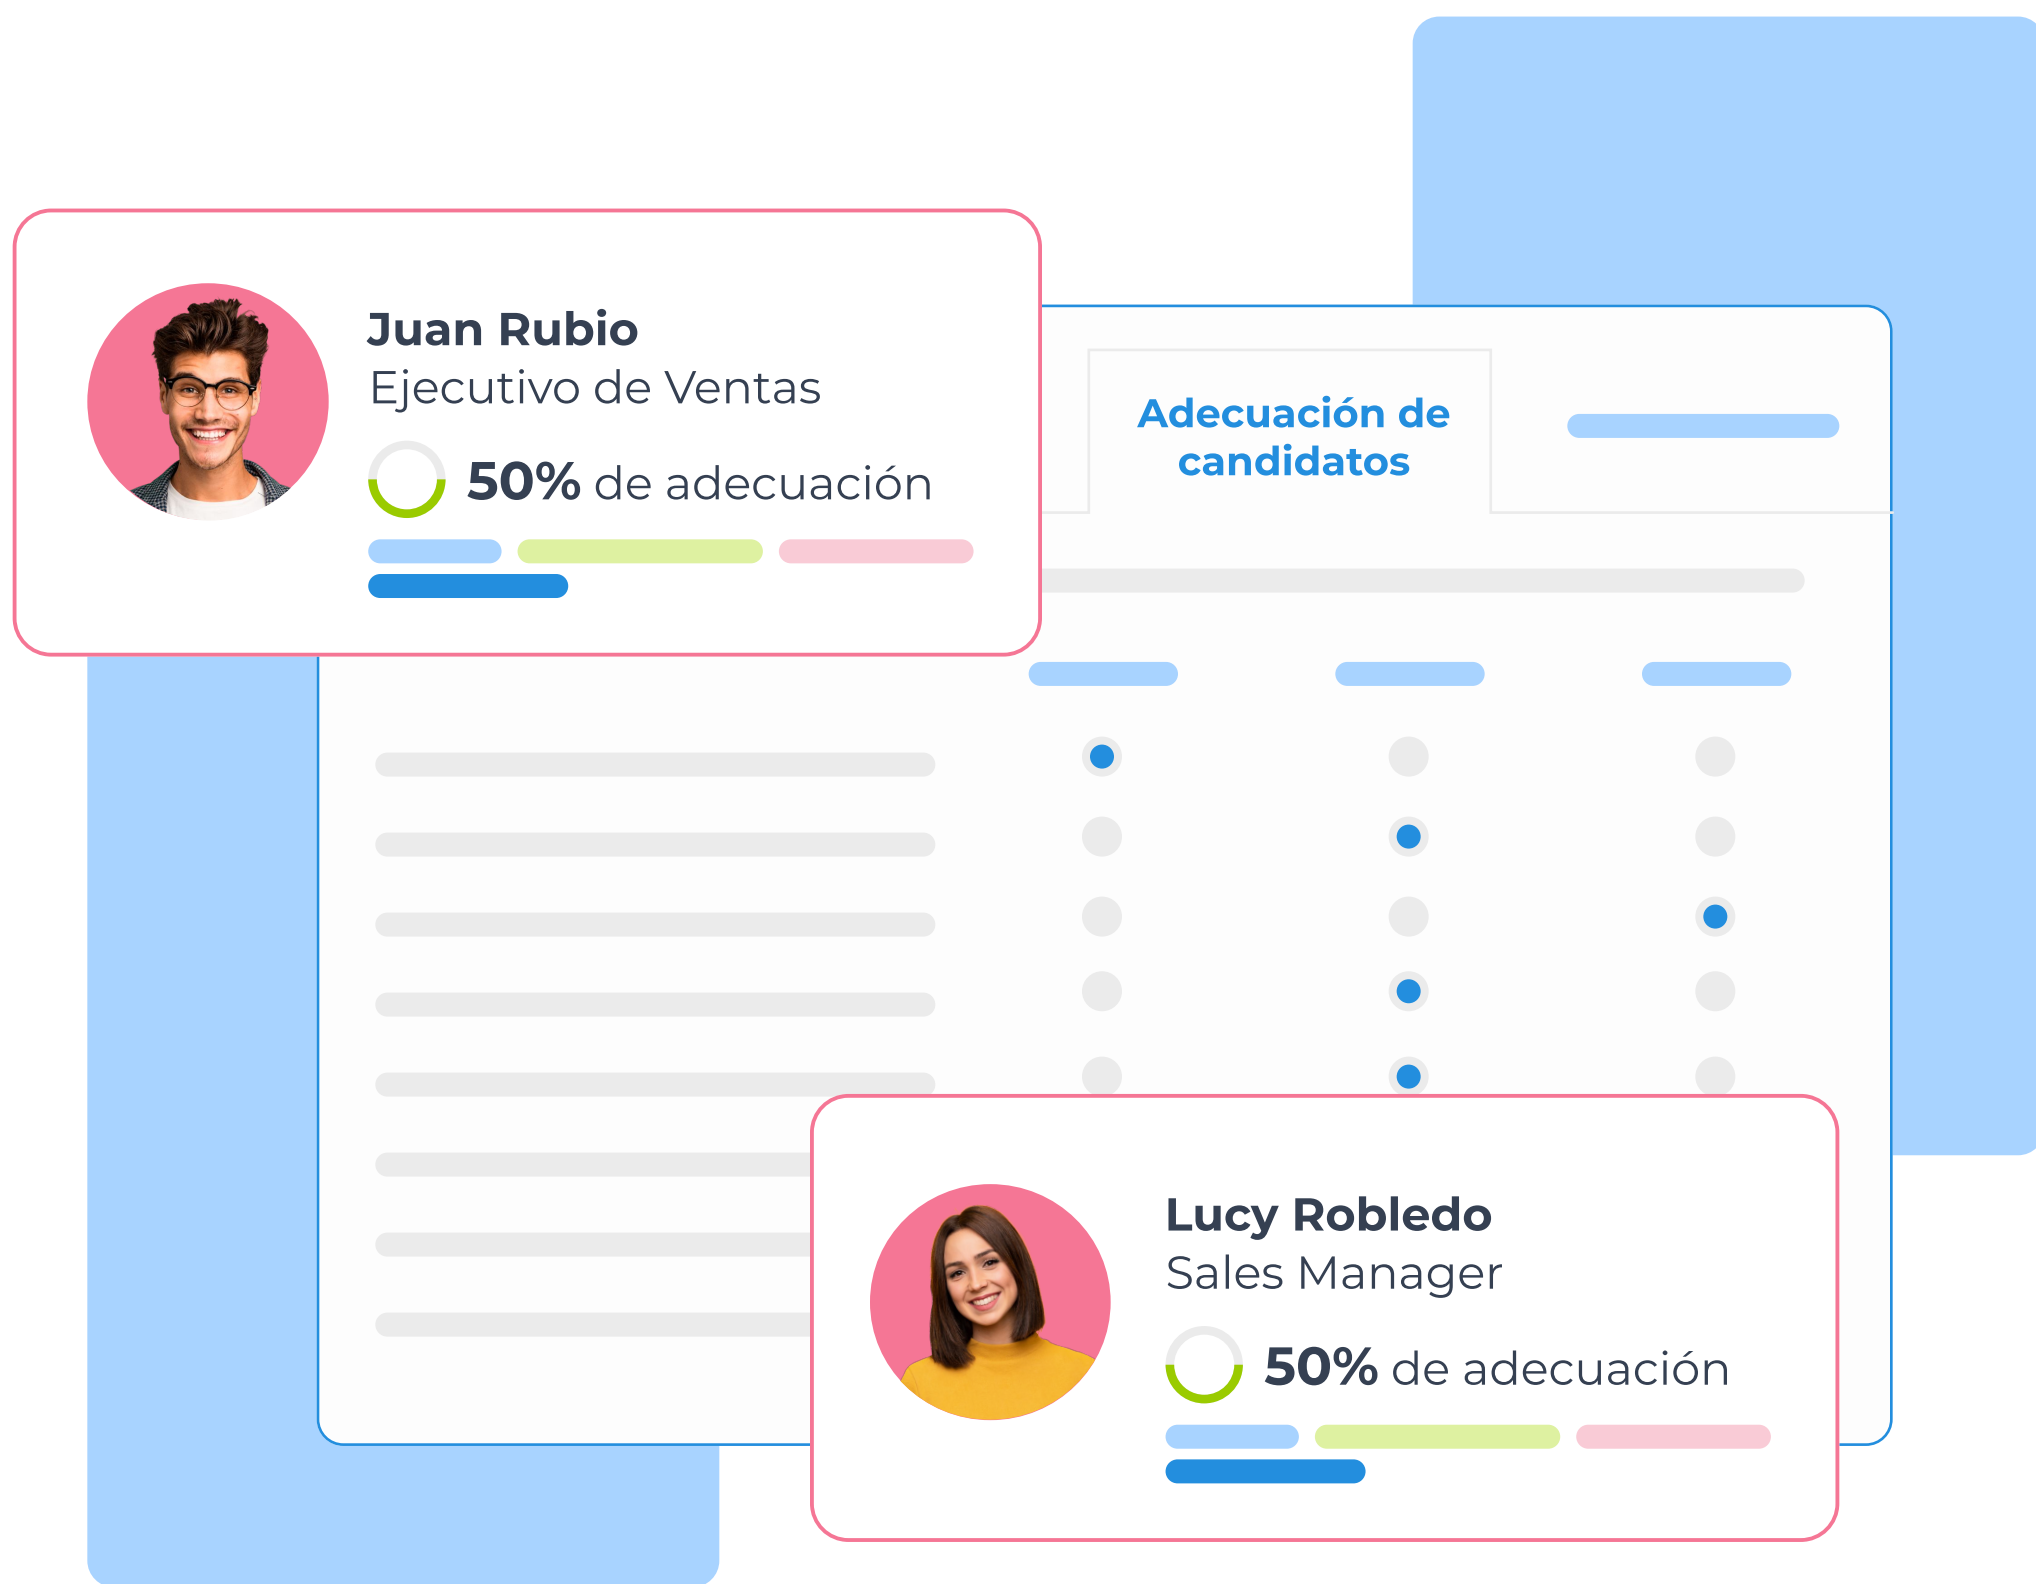 Juan Rubio
Ejecutivo de Ventas
50% de adecuación
Adecuación de
candidatos
Lucy Robledo
Sales Manager
50% de adecuación